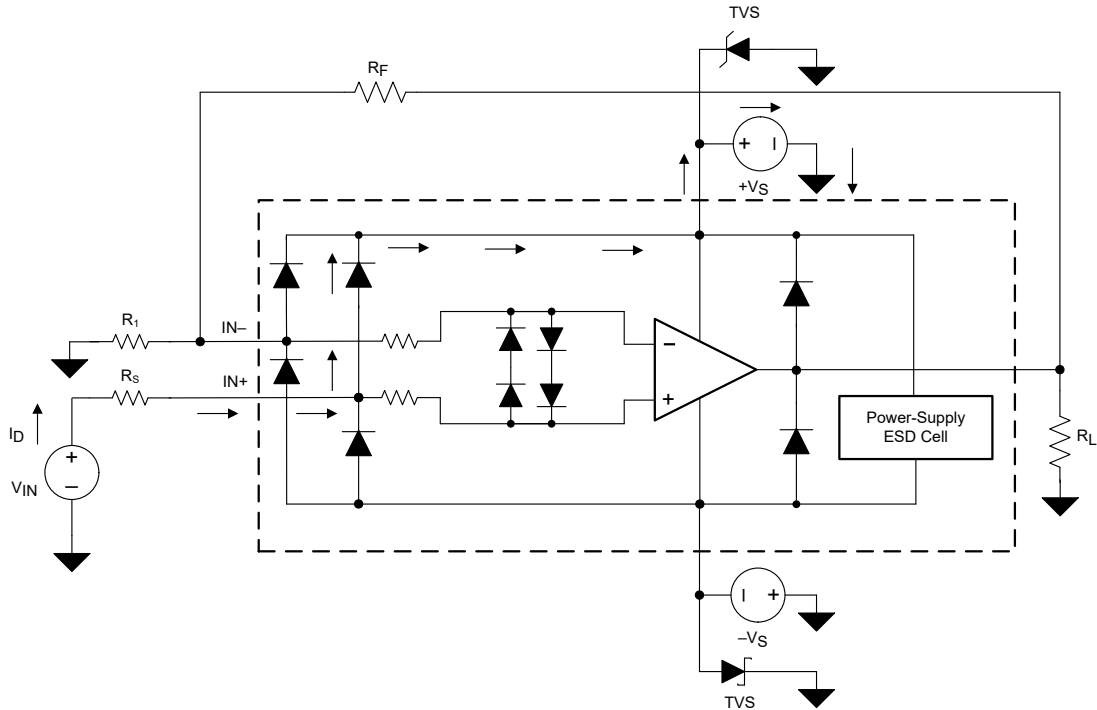 TVS
RF
+ –
+VS
R1
IN–
RS
IN+
ID
+
–
VIN
–
+
Power-Supply
ESD Cell
RL
– +
–VS
TVS